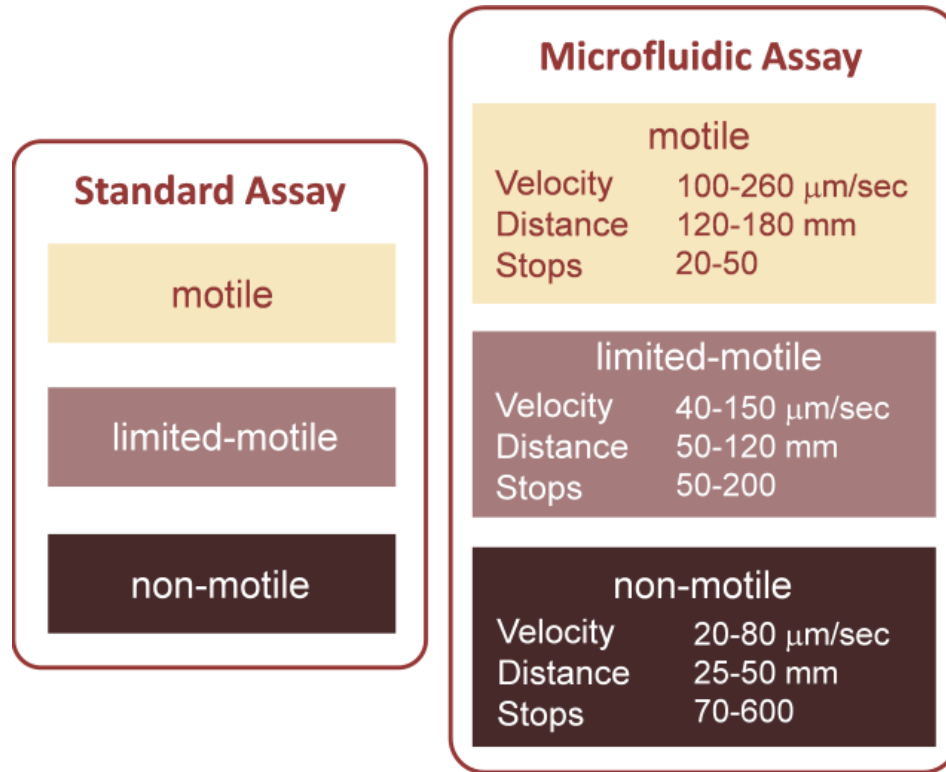 Standard Assay
motile
limited-motile
non-motile
Microfluidic Assay
motile
Velocity 100-260 μm/sec
Distance 120-180 mm
Stops 20-50
limited-motile
Velocity 40-150 μm/sec
Distance 50-120 mm
Stops 50-200
non-motile
Velocity 20-80 μm/sec
Distance 25-50 mm
Stops 70-600